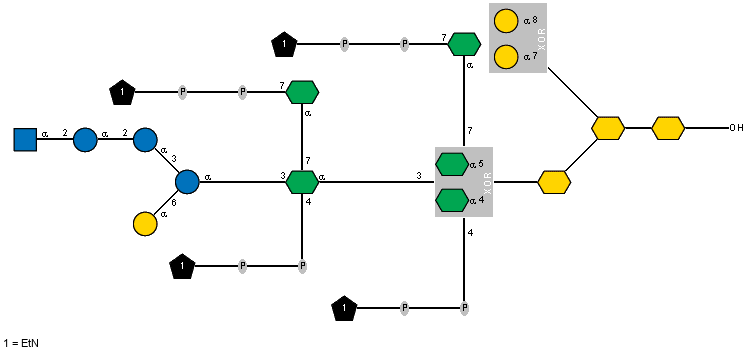 α 8
α 7
XOR
1 P P 7
α
1 P P 7
α
α 2 α 2 α
3
7
7
α 5
α 4
XOR
α 3 α 3
OH
4
α
6
1 P P
4
1 P P
1 = EtN